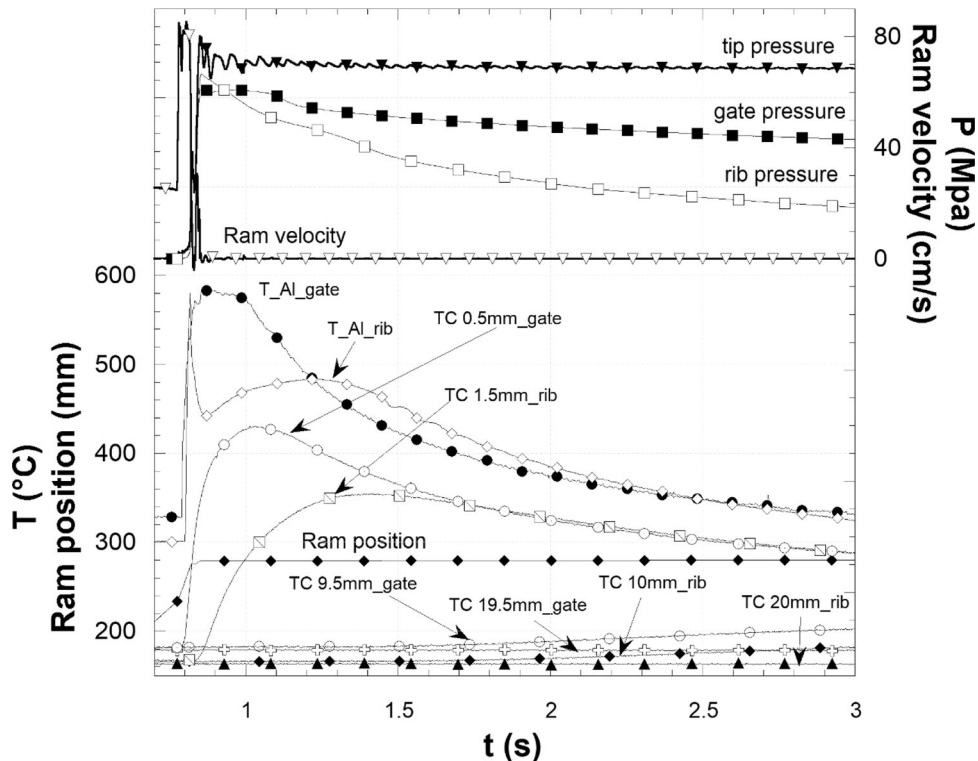 80
tip pressure
gate pressure
40
rib pressure
Ram velocity
0
P (Mpa)
Ram velocity (cm/s)
600
T_Al_gate
TC 0.5mm_gate
T_Al_rib
500
TC 1.5mm_rib
400
300
Ram position
TC 9.5mm_gate
TC 19.5mm_gate
TC 10mm_rib
TC 20mm_rib
200
T (°C)
Ram position (mm)
1
1.5
2
2.5
3
t (s)